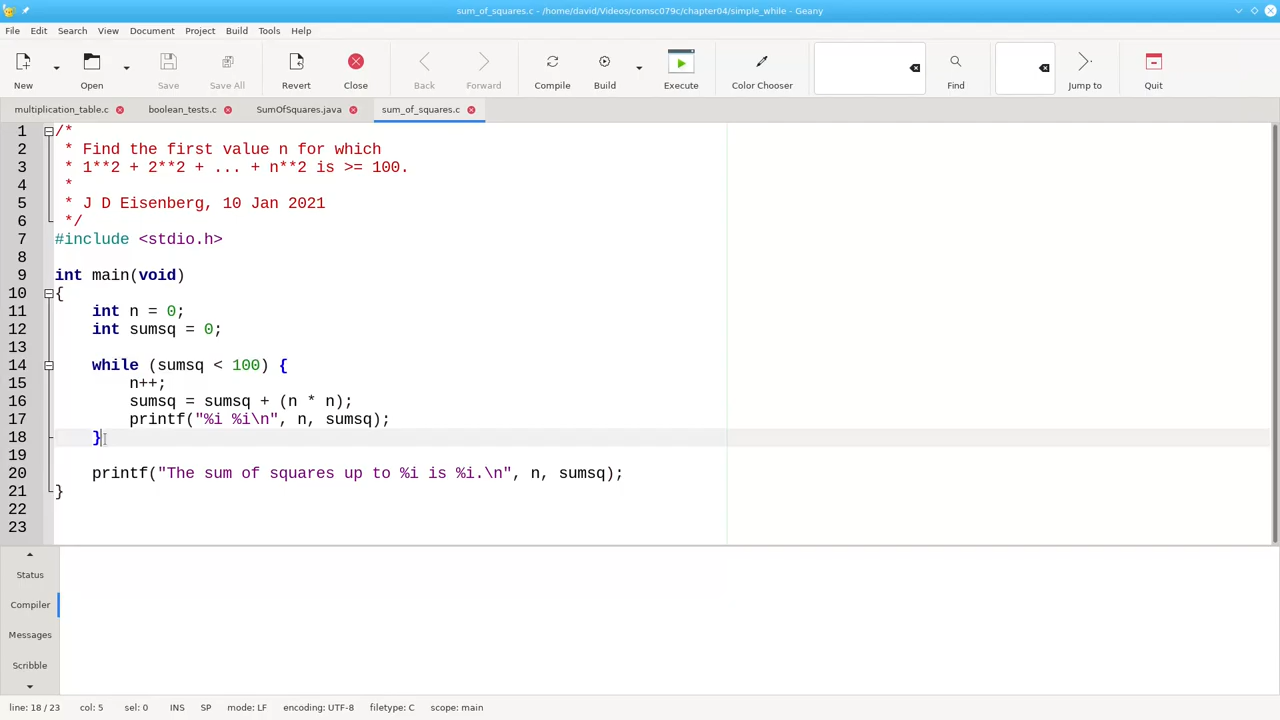 sum_of_squares.c - /home/david/Videos/comsc079c/chapter04/simple_while - Geany
File Edit Search View Document Project Build Tools Help
New Open Save Save All Revert Close Back Forward Compile Build Execute Color Chooser Find Jump to Quit
multiplication_table.c boolean_tests.c SumOfSquares.java sum_of_squares.c
1 /*
2  * Find the first value n for which
3  * 1**2 + 2**2 + ... + n**2 is >= 100.
4  *
5  * J D Eisenberg, 10 Jan 2021
6  */
7 #include <stdio.h>
8
9 int main(void)
10 {
11     int n = 0;
12     int sumsq = 0;
13
14     while (sumsq < 100) {
15         n++;
16         sumsq = sumsq + (n * n);
17         printf("%i %i\n", n, sumsq);
18     }
19
20     printf("The sum of squares up to %i is %i.\n", n, sumsq);
21 }
22
23
Status
Compiler
Messages
Scribble
line: 18 / 23 col: 5 sel: 0 INS SP mode: LF encoding: UTF-8 filetype: C scope: main